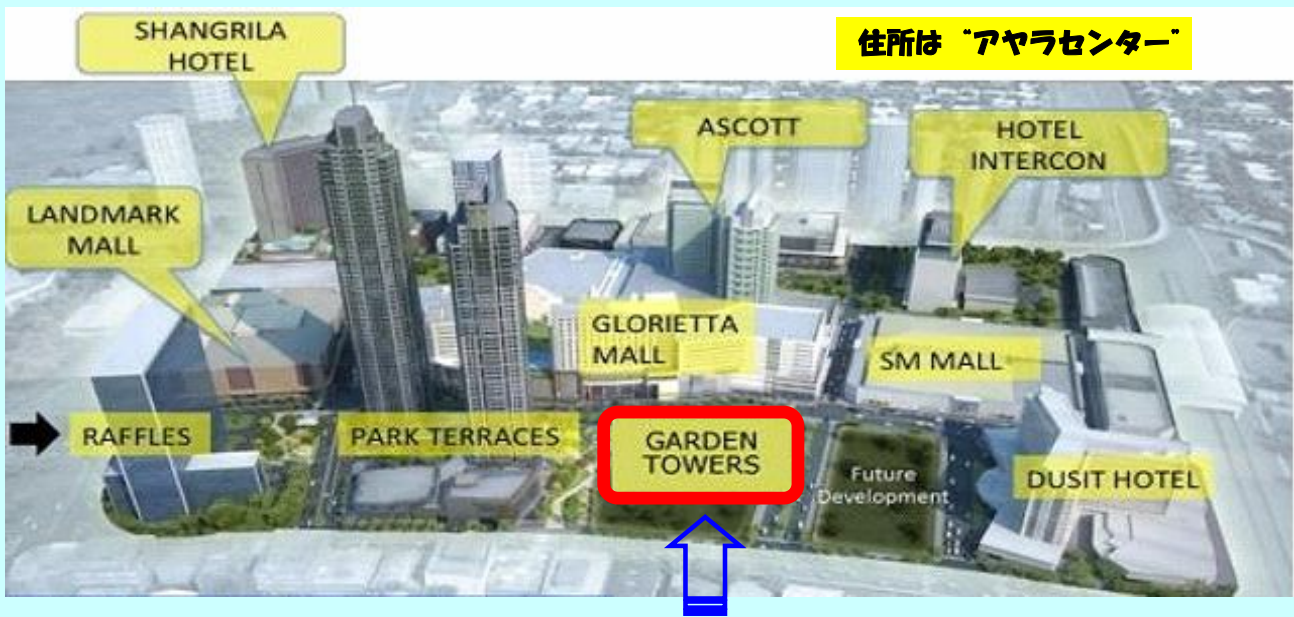 SHANGRILA
HOTEL
住所は “アヤラセンター”
ASCOTT
HOTEL
INTERCON
LANDMARK
MALL
GLORIETTA
MALL
SM MALL
RAFFLES
PARK TERRACES
GARDEN
TOWERS
Future
Development
DUSIT HOTEL